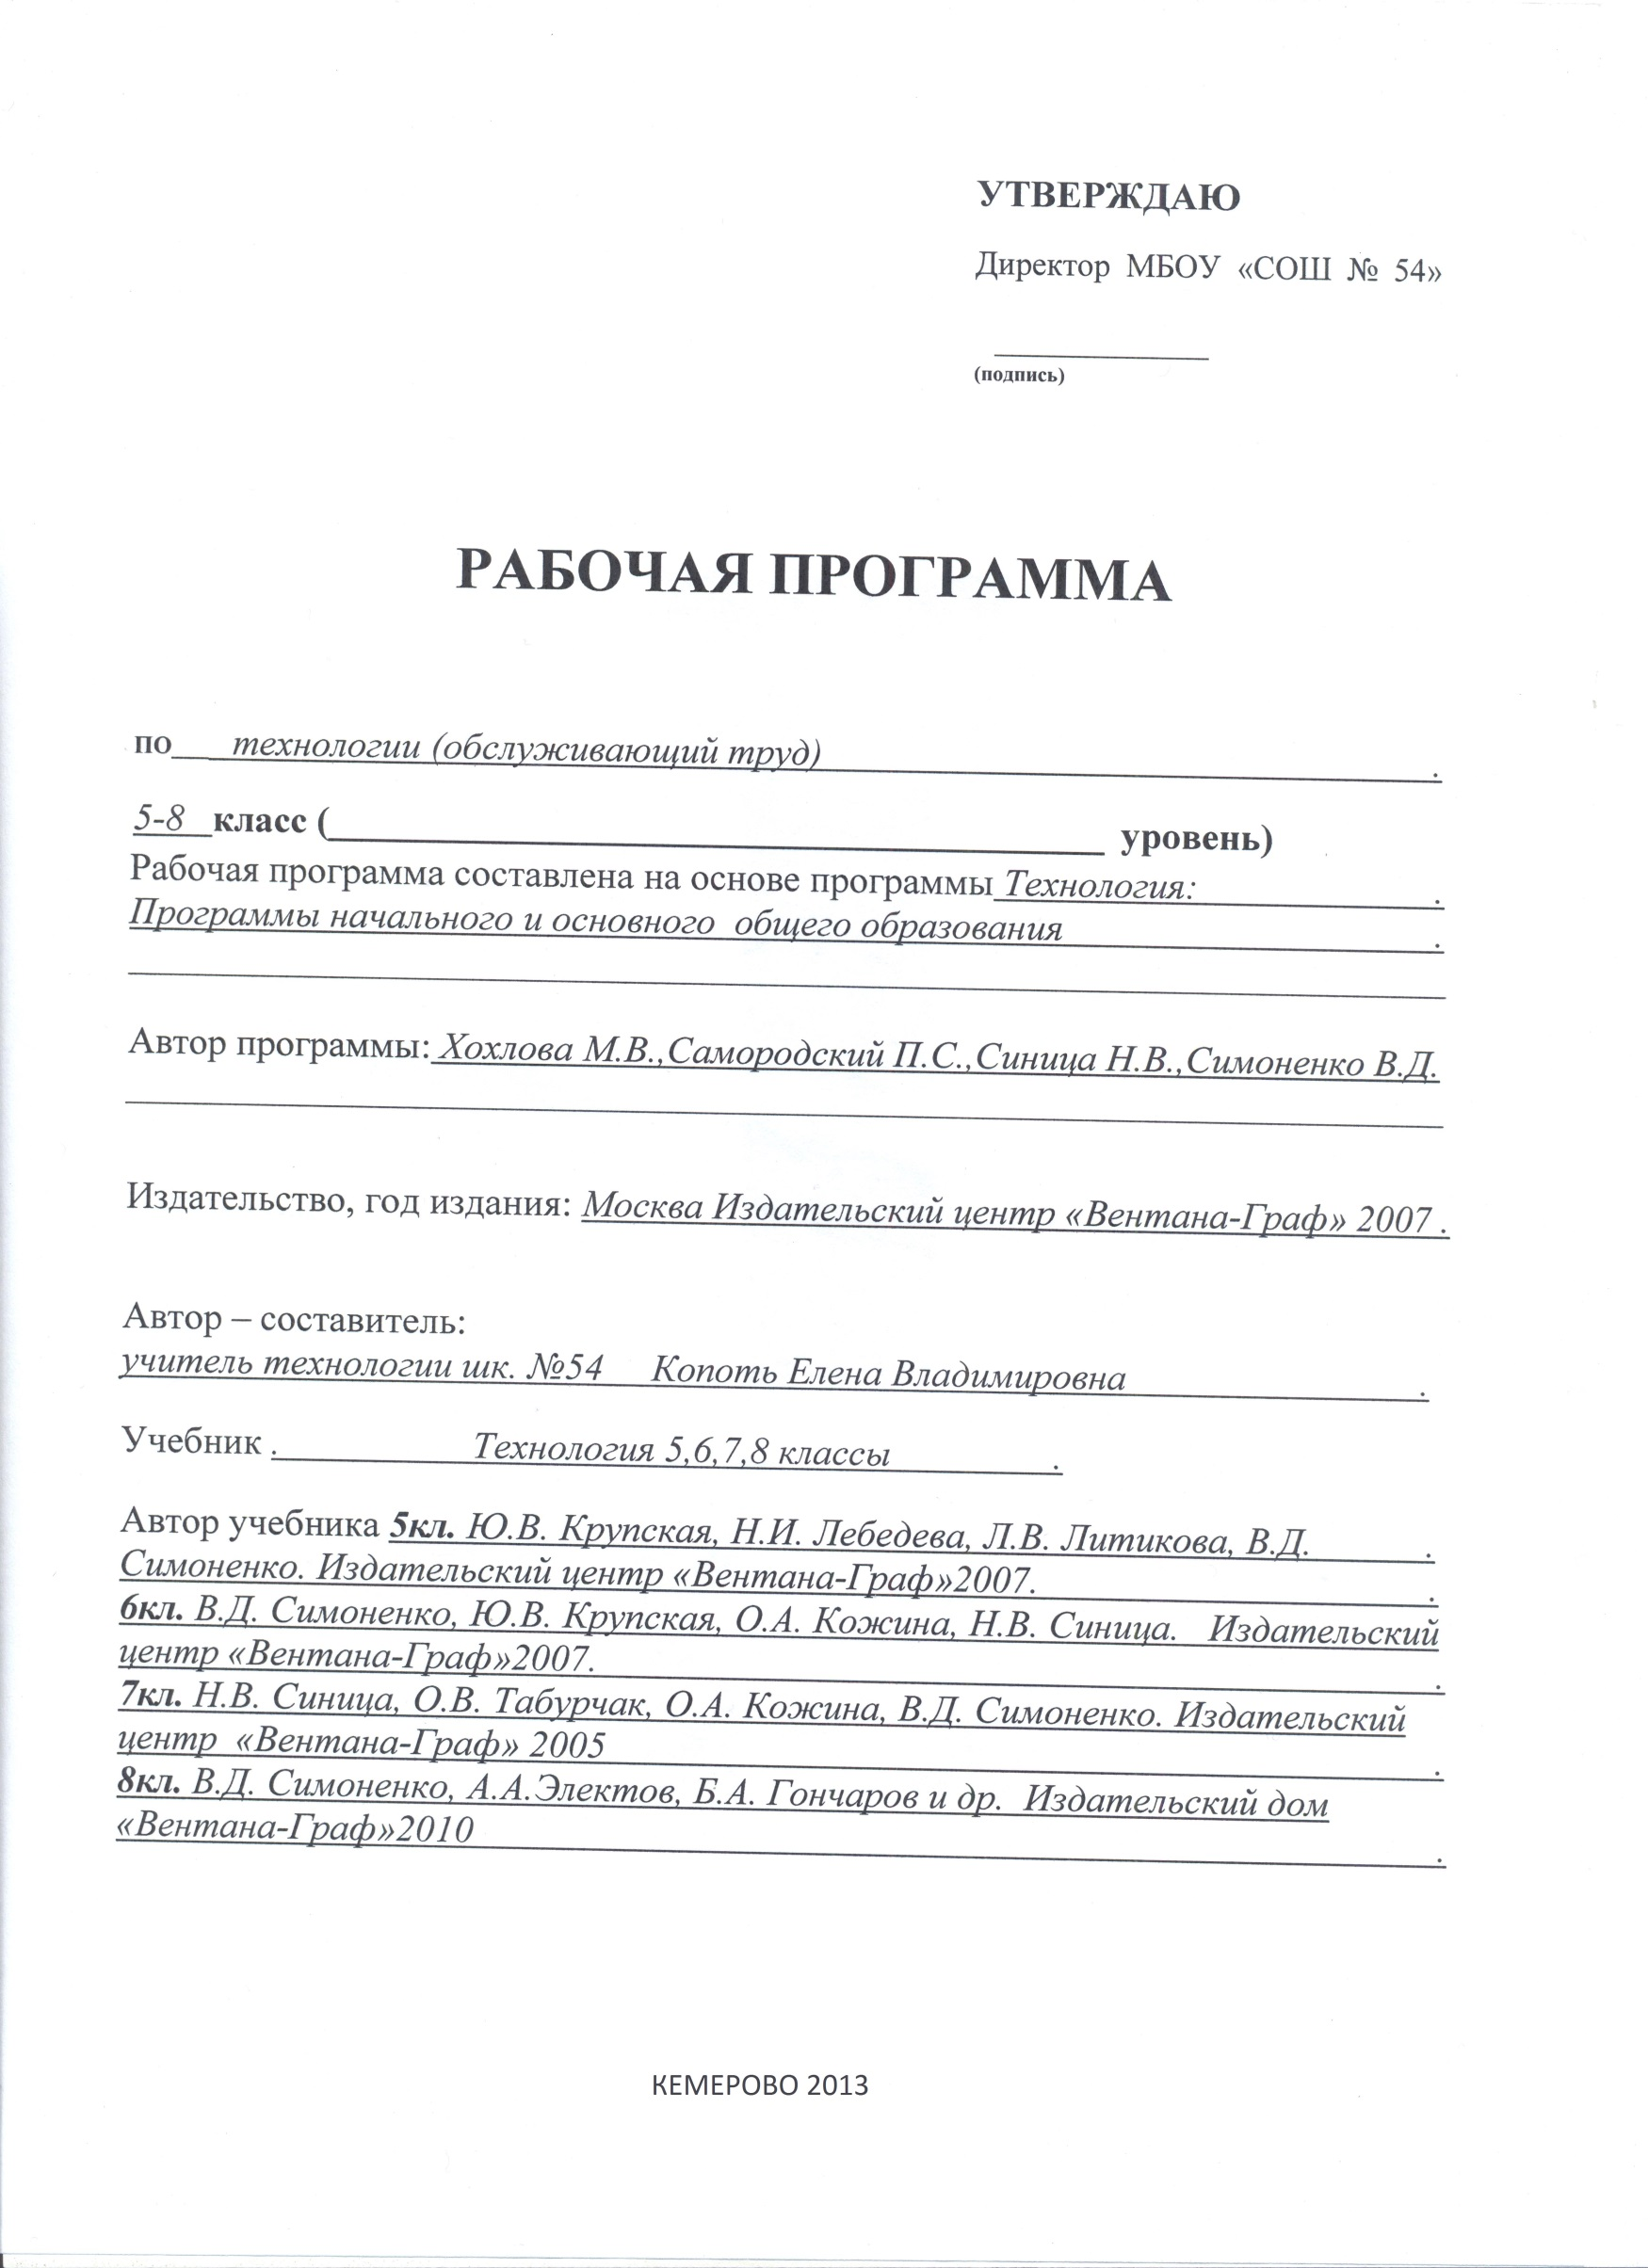 УТВЕРЖДАЮ
Директор МБОУ «СОШ № 54»
(подпись)
РАБОЧАЯ ПРОГРАММА
по технологии (обслуживающий труд) .
5-8 класс ( уровень)
Рабочая программа составлена на основе программы Технология: .
Программы начального и основного общего образования .
Автор программы: Хохлова М.В.,Самородский П.С.,Синица Н.В.,Симоненко В.Д.
Издательство, год издания: Москва Издательский центр «Вентана-Граф» 2007 .
Автор – составитель:
учитель технологии шк. №54 Копоть Елена Владимировна .
Учебник . Технология 5,6,7,8 классы .
Автор учебника 5кл. Ю.В. Крупская, Н.И. Лебедева, Л.В. Литикова, В.Д. .
Симоненко. Издательский центр «Вентана-Граф»2007. .
6кл. В.Д. Симоненко, Ю.В. Крупская, О.А. Кожина, Н.В. Синица. Издательский
центр «Вентана-Граф»2007. .
7кл. Н.В. Синица, О.В. Табурчак, О.А. Кожина, В.Д. Симоненко. Издательский
центр «Вентана-Граф» 2005 .
8кл. В.Д. Симоненко, А.А.Электов, Б.А. Гончаров и др. Издательский дом
«Вентана-Граф»2010 .
КЕМЕРОВО 2013